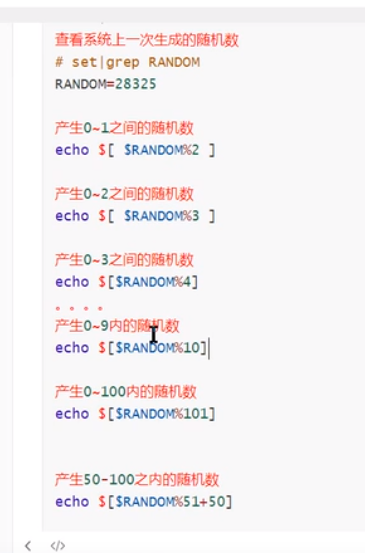 查看系统上一次生成的随机数
# set|grep RANDOM
RANDOM=28325
产生0~1之间的随机数
echo $[ $RANDOM%2 ]
产生0~2之间的随机数
echo $[ $RANDOM%3 ]
产生0~3之间的随机数
echo $[$RANDOM%4]
。。。。
产生0~9内的随机数
echo $[$RANDOM%10]
产生0~100内的随机数
echo $[$RANDOM%101]
产生50-100之内的随机数
echo $[$RANDOM%51+50]